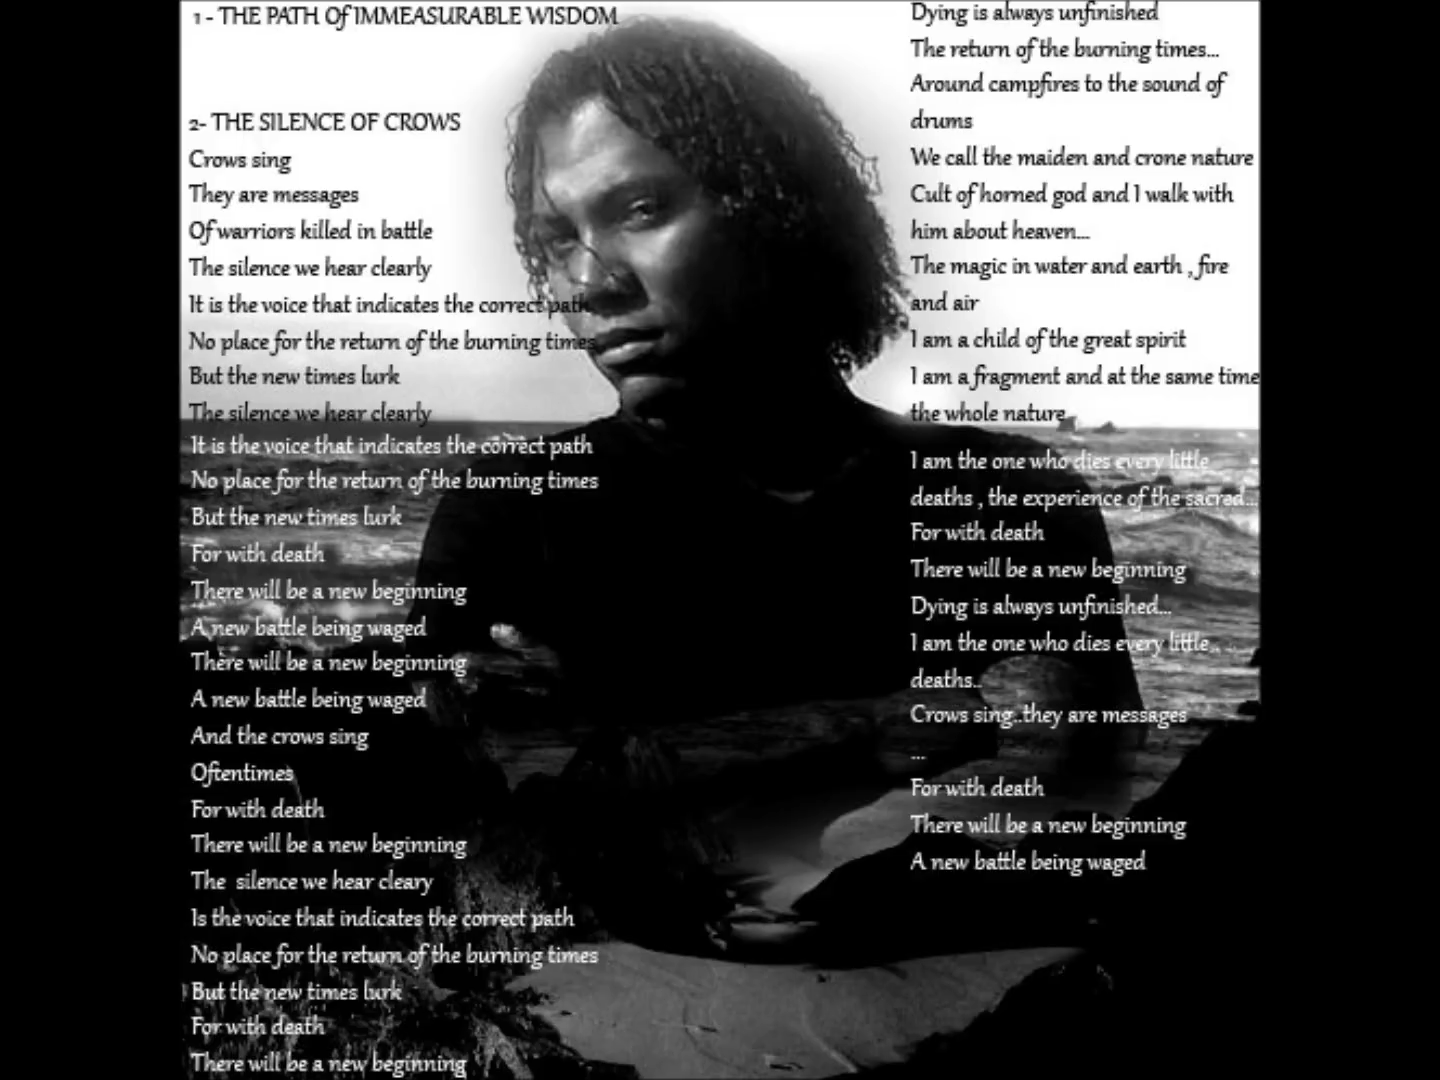 1 - THE PATH Of IMMEASURABLE WISDOM
2- THE SILENCE OF CROWS
Crows sing
They are messages
Of warriors killed in battle
The silence we hear clearly
It is the voice that indicates the correct path
No place for the return of the burning times
But the new times lurk
The silence we hear clearly
It is the voice that indicates the correct path
No place for the return of the burning times
But the new times lurk
For with death
There will be a new beginning
A new battle being waged
There will be a new beginning
A new battle being waged
And the crows sing
Oftentimes
For with death
There will be a new beginning
The silence we hear cleary
Is the voice that indicates the correct path
No place for the return of the burning times
But the new times lurk
For with death
There will be a new beginning
Dying is always unfinished
The return of the burning times...
Around campfires to the sound of
drums
We call the maiden and crone nature
Cult of horned god and I walk with
him about heaven...
The magic in water and earth , fire
and air
I am a child of the great spirit
I am a fragment and at the same time
the whole nature
I am the one who dies every little
deaths , the experience of the sacred...
For with death
There will be a new beginning
Dying is always unfinished...
I am the one who dies every little
deaths..
Crows sing..they are messages
...
For with death
There will be a new beginning
A new battle being waged